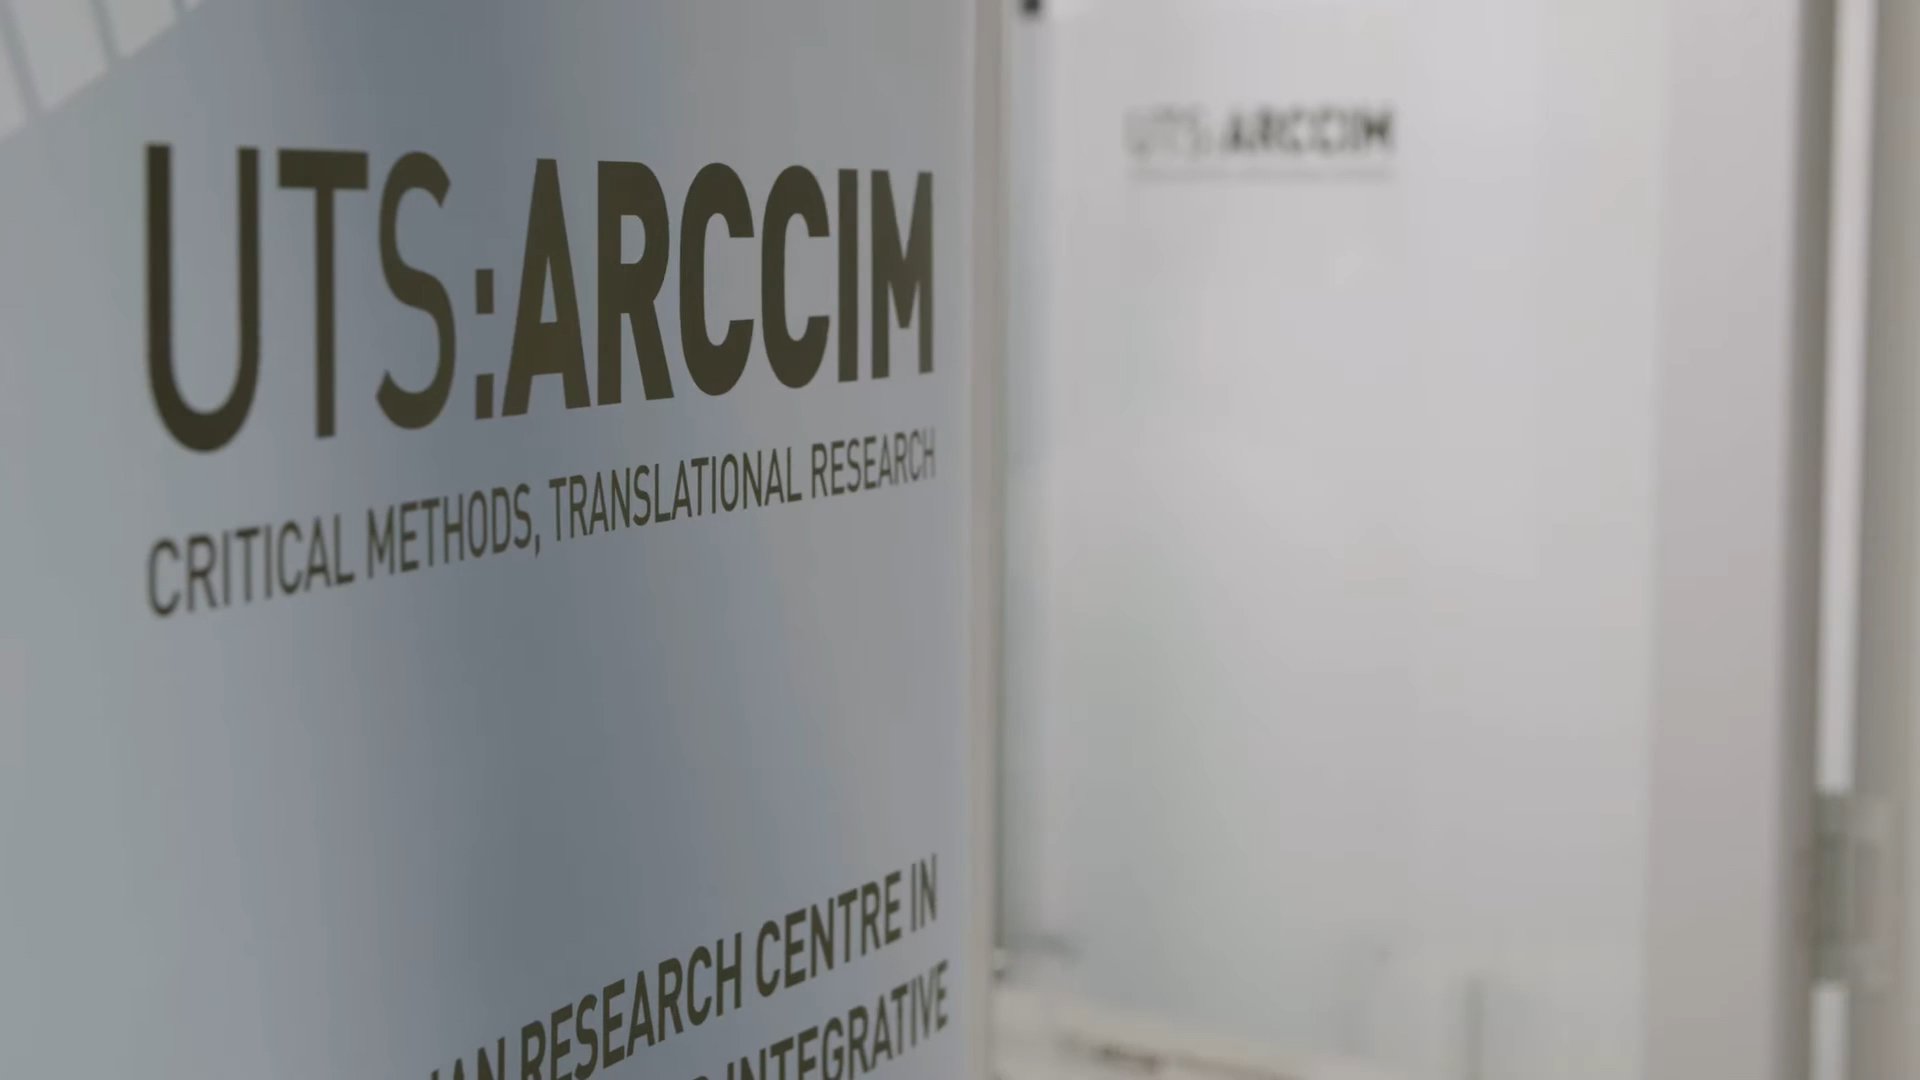 UTS:ARCCIM
CRITICAL METHODS, TRANSLATIONAL RESEARCH
RESEARCH CENTRE IN
INTEGRATIVE
UTS:ARCCIM